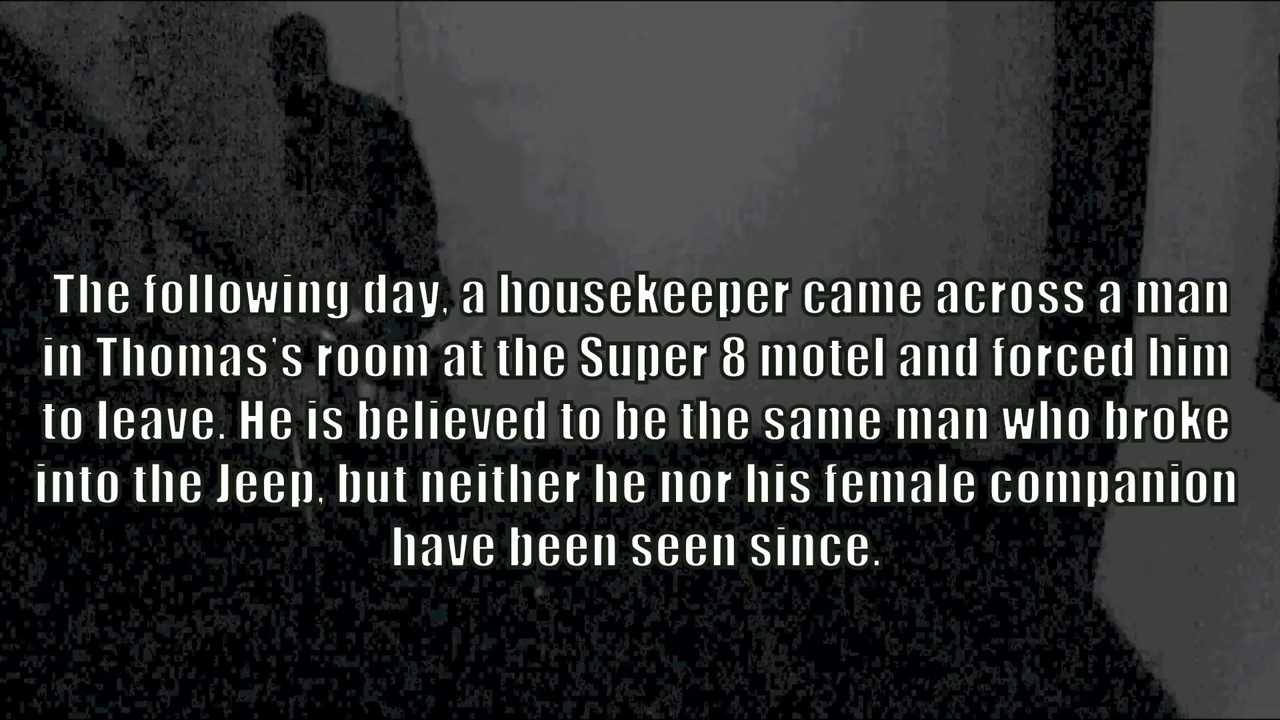 The following day, a housekeeper came across a man
in Thomas's room at the Super 8 motel and forced him
to leave. He is believed to be the same man who broke
into the Jeep, but neither he nor his female companion
have been seen since.